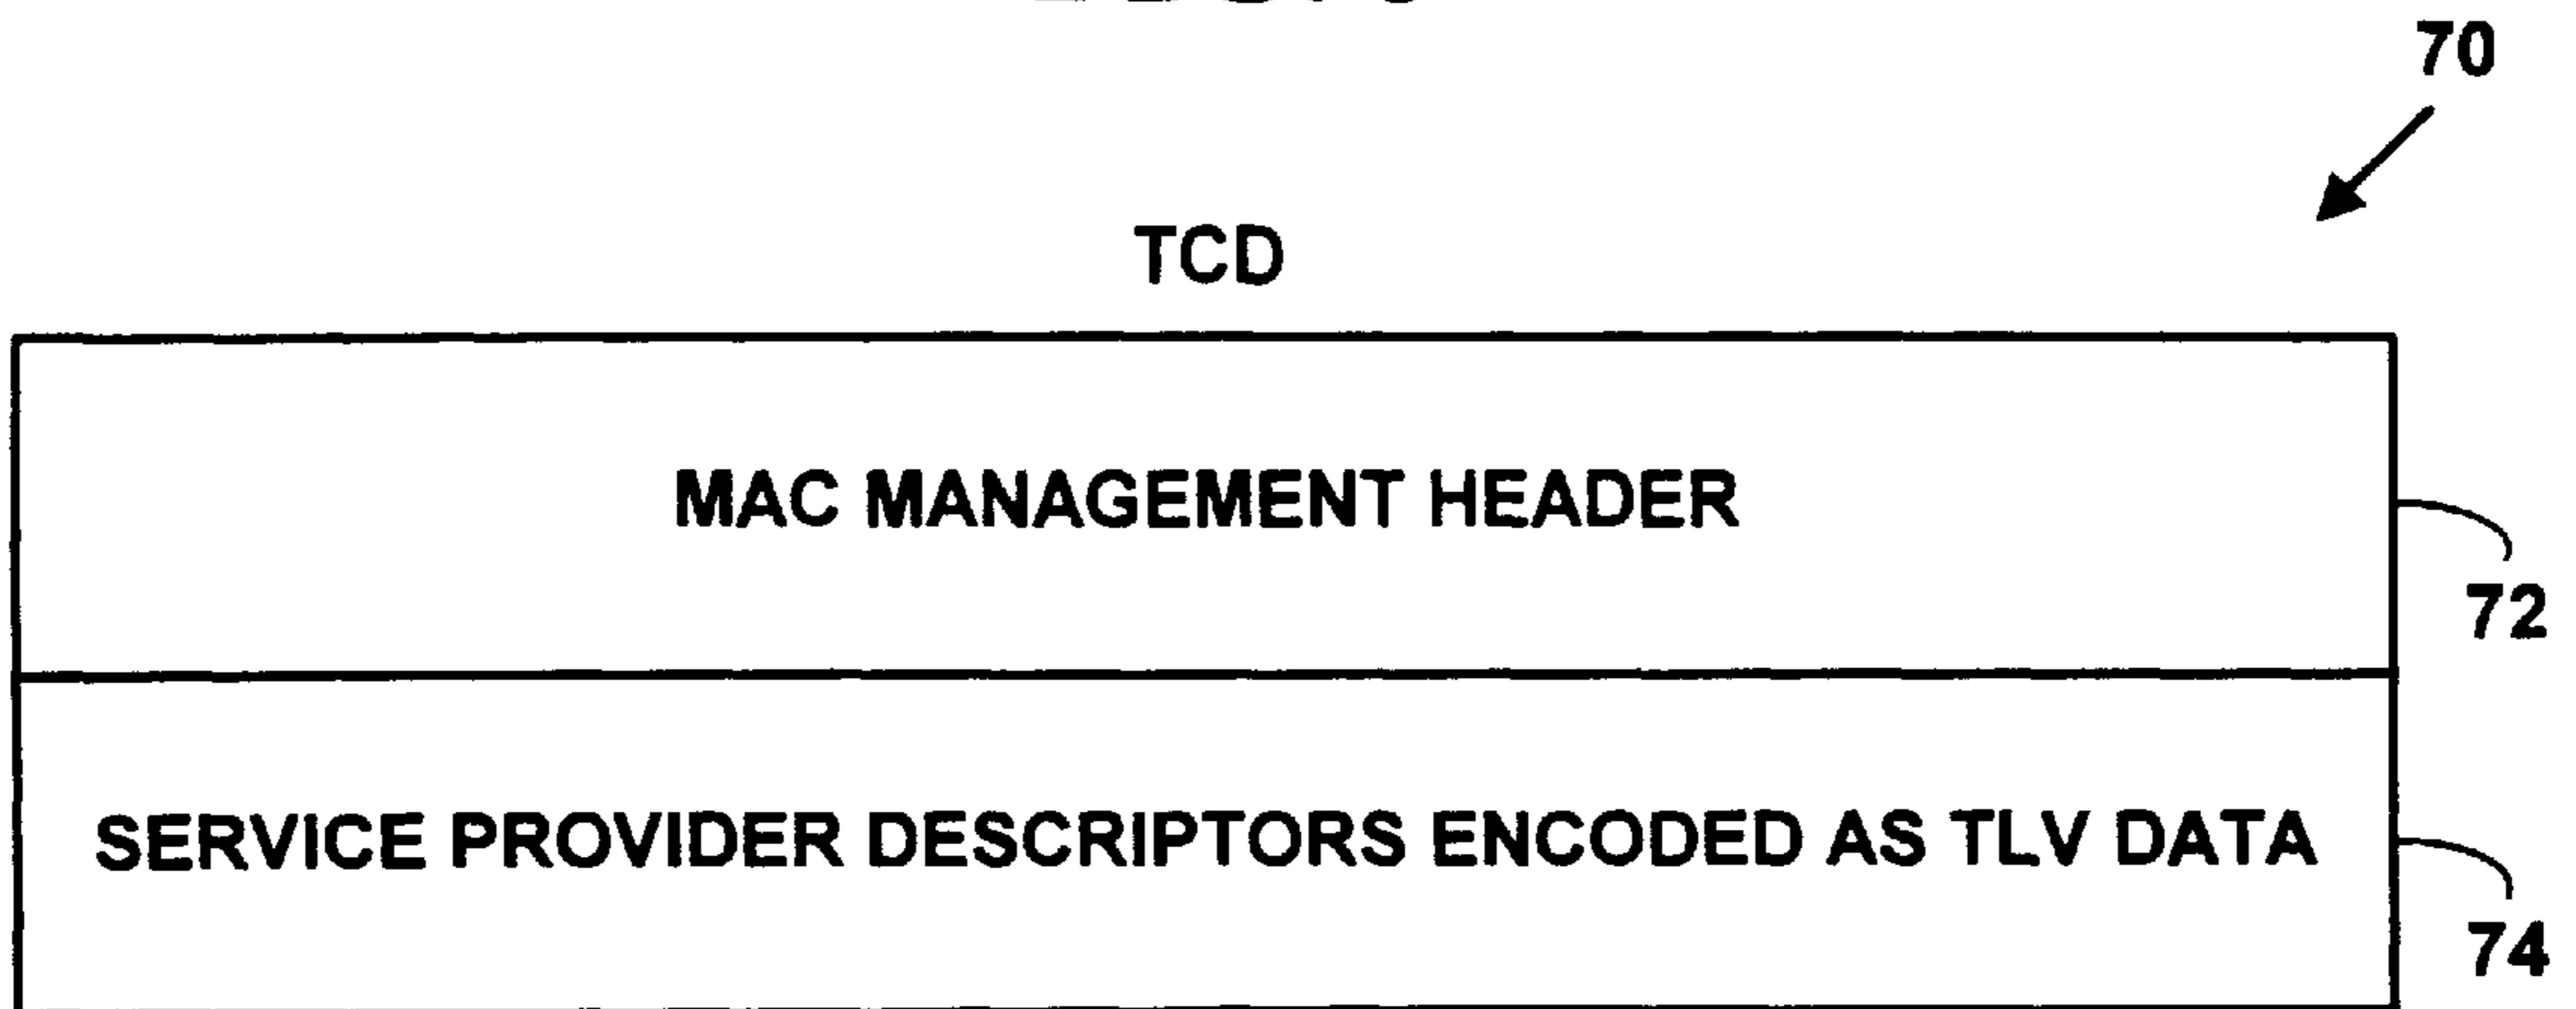 70
TCD
MAC MANAGEMENT HEADER
72
SERVICE PROVIDER DESCRIPTORS ENCODED AS TLV DATA
74